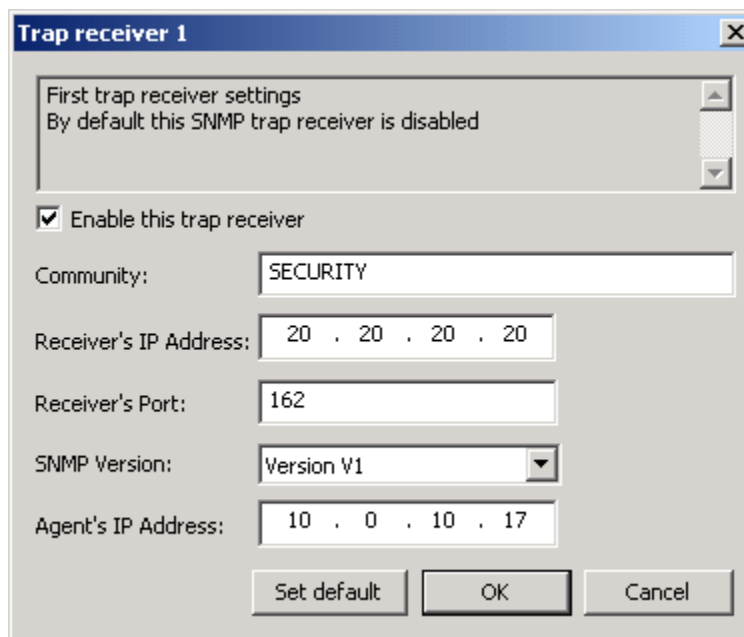 Trap receiver 1
First trap receiver settings
By default this SNMP trap receiver is disabled
Enable this trap receiver
Community: SECURITY
Receiver's IP Address: 20 . 20 . 20 . 20
Receiver's Port: 162
SNMP Version: Version V1
Agent's IP Address: 10 . 0 . 10 . 17
Set default OK Cancel